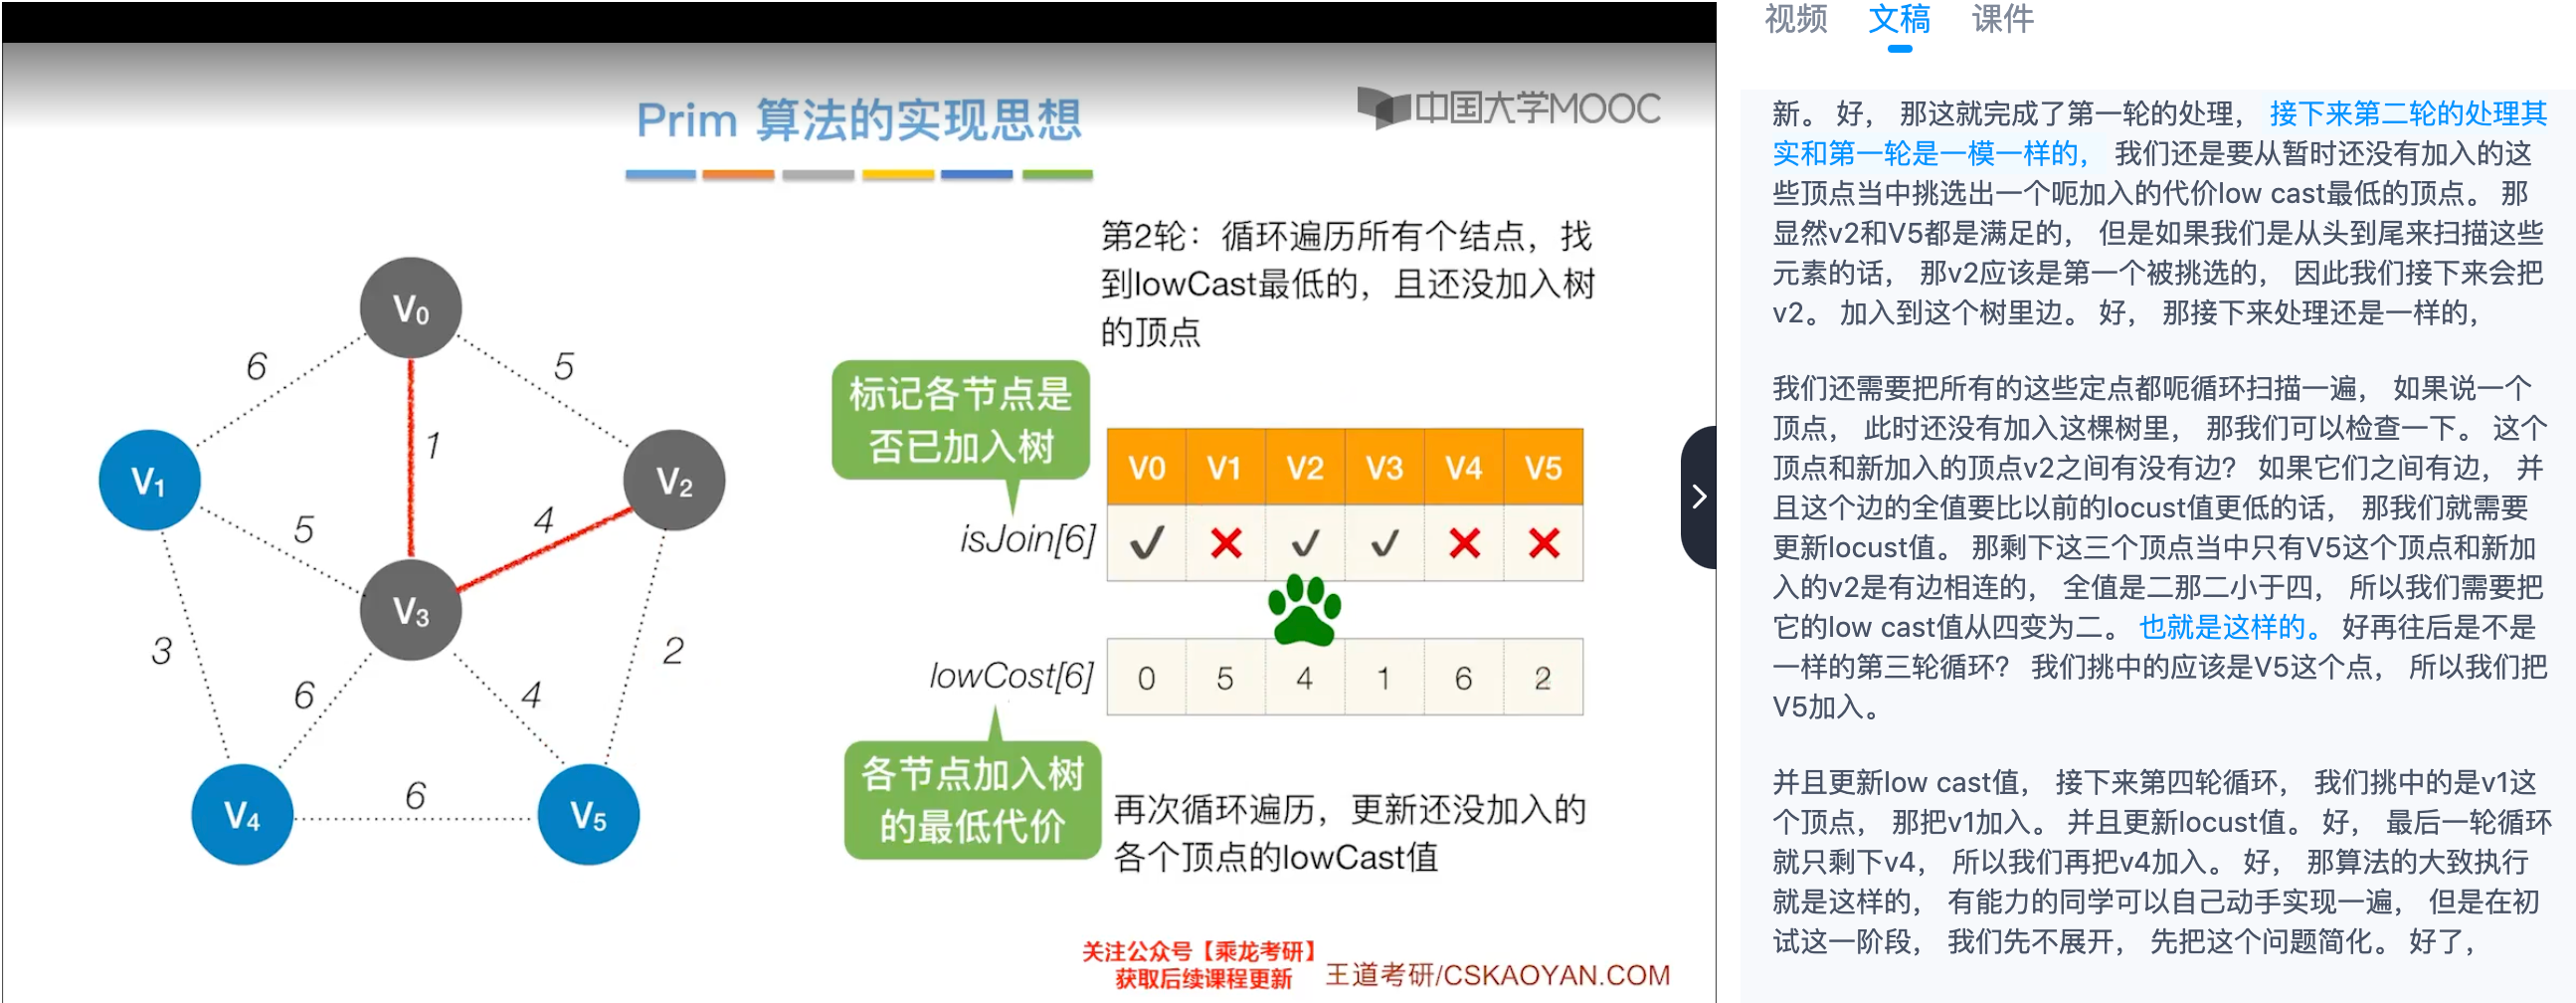 Prim 算法的实现思想
中国大学MOOC
第2轮：循环遍历所有个结点，找
到lowCast最低的，且还没加入树
的顶点
标记各节点是
否已加入树
V0 V1 V2 V3 V4 V5
isJoin[6] ✓ ✗ ✓ ✓ ✗ ✗
lowCost[6] 0 5 4 1 6 2
各节点加入树
的最低代价
再次循环遍历，更新还没加入的
各个顶点的lowCast值
V0
6
5
1
V1
V2
5
4
V3
3
2
6
4
V4
6
V5
关注公众号【乘龙考研】
获取后续课程更新
王道考研/CSKAOYAN.COM
视频 文稿 课件
新。 好， 那这就完成了第一轮的处理， 接下来第二轮的处理其
实和第一轮是一模一样的， 我们还是要从暂时还没有加入的这
些顶点当中挑选出一个呃加入的代价low cast最低的顶点。 那
显然v2和V5都是满足的， 但是如果我们是从头到尾来扫描这些
元素的话， 那v2应该是第一个被挑选的， 因此我们接下来会把
v2。 加入到这个树里边。 好， 那接下来处理还是一样的，
我们还需要把所有的这些定点都呃循环扫描一遍， 如果说一个
顶点， 此时还没有加入这棵树里， 那我们可以检查一下。 这个
顶点和新加入的顶点v2之间有没有边？ 如果它们之间有边， 并
且这个边的全值要比以前的locust值更低的话， 那我们就需要
更新locust值。 那剩下这三个顶点当中只有V5这个顶点和新加
入的v2是有边相连的， 全值是二那二小于四， 所以我们需要把
它的low cast值从四变为二。 也就是这样的。 好再往后是不是
一样的第三轮循环？ 我们挑中的应该是V5这个点， 所以我们把
V5加入。
并且更新low cast值， 接下来第四轮循环， 我们挑中的是v1这
个顶点， 那把v1加入。 并且更新locust值。 好， 最后一轮循环
就只剩下v4， 所以我们再把v4加入。 好， 那算法的大致执行
就是这样的， 有能力的同学可以自己动手实现一遍， 但是在初
试这一阶段， 我们先不展开， 先把这个问题简化。 好了，